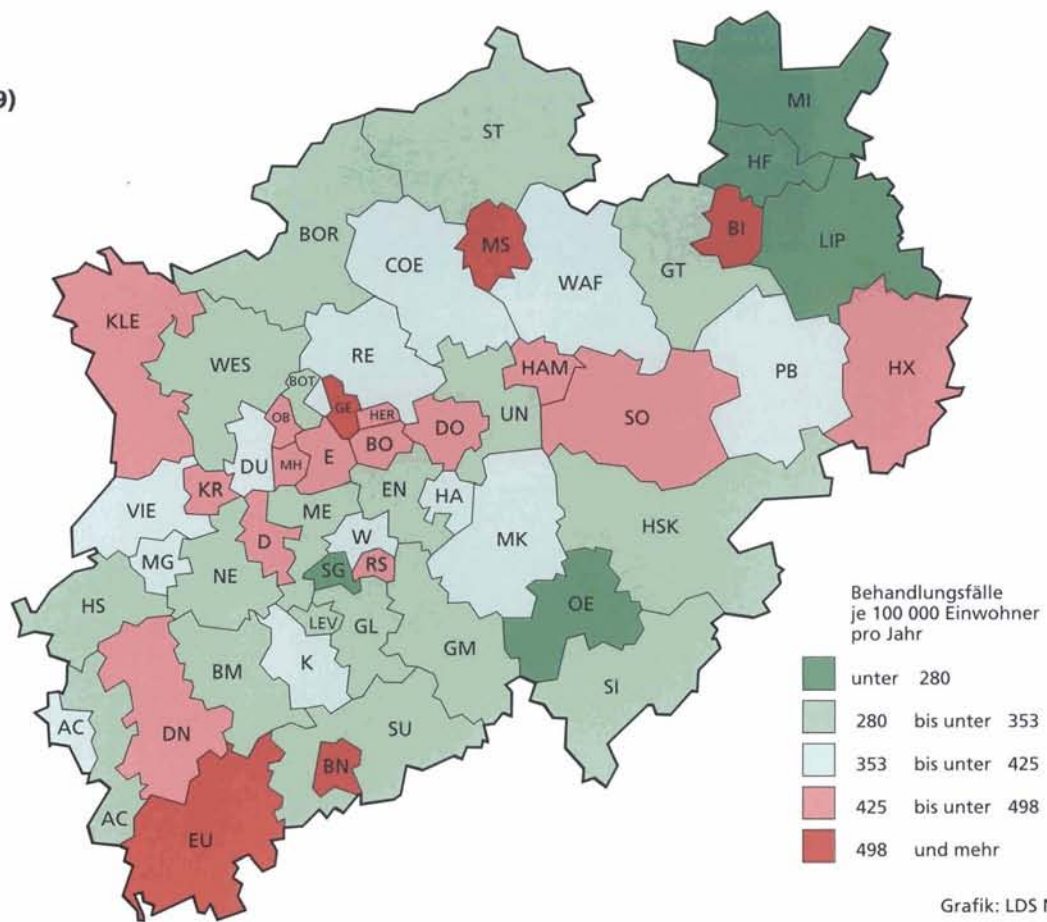 9)
MI
ST
HF
BOR
MS
BI
LIP
COE
WAF
GT
KLE
RE
WES
HAM
PB
HX
BOT
GE
HER
SO
OB
DO
UN
E
BO
DU
MH
KR
EN
HA
VIE
ME
HSK
D
W
MK
MG
NE
SG
RS
OE
HS
LEV
GL
GM
BM
K
SI
AC
DN
SU
BN
AC
EU
Behandlungsfälle
je 100 000 Einwohner
pro Jahr
unter 280
280 bis unter 353
353 bis unter 425
425 bis unter 498
498 und mehr
Grafik: LDS